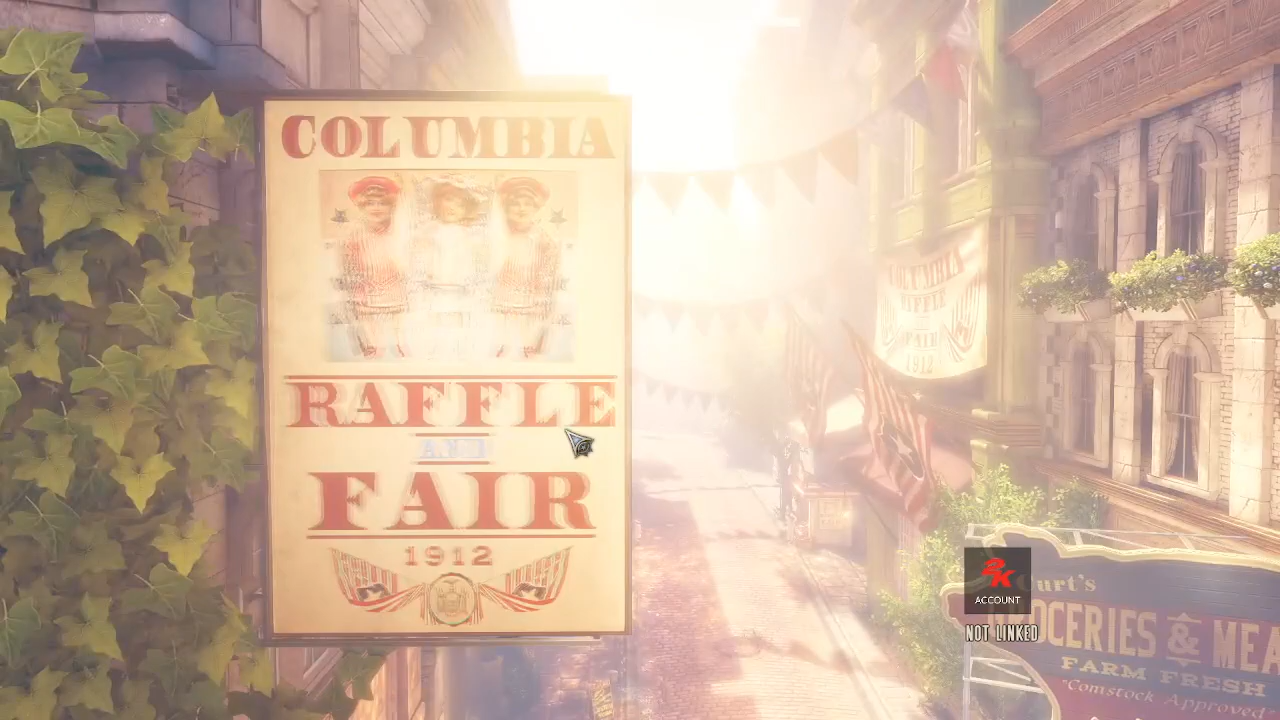 COLUMBIA
RAFFLE
AND
FAIR
1912
COLUMBIA
RAFFLE
FAIR
1912
2K
ACCOUNT
NOT LINKED
urt's
OCERIES & MEA
FARM FRESH
"Comstock Approved"